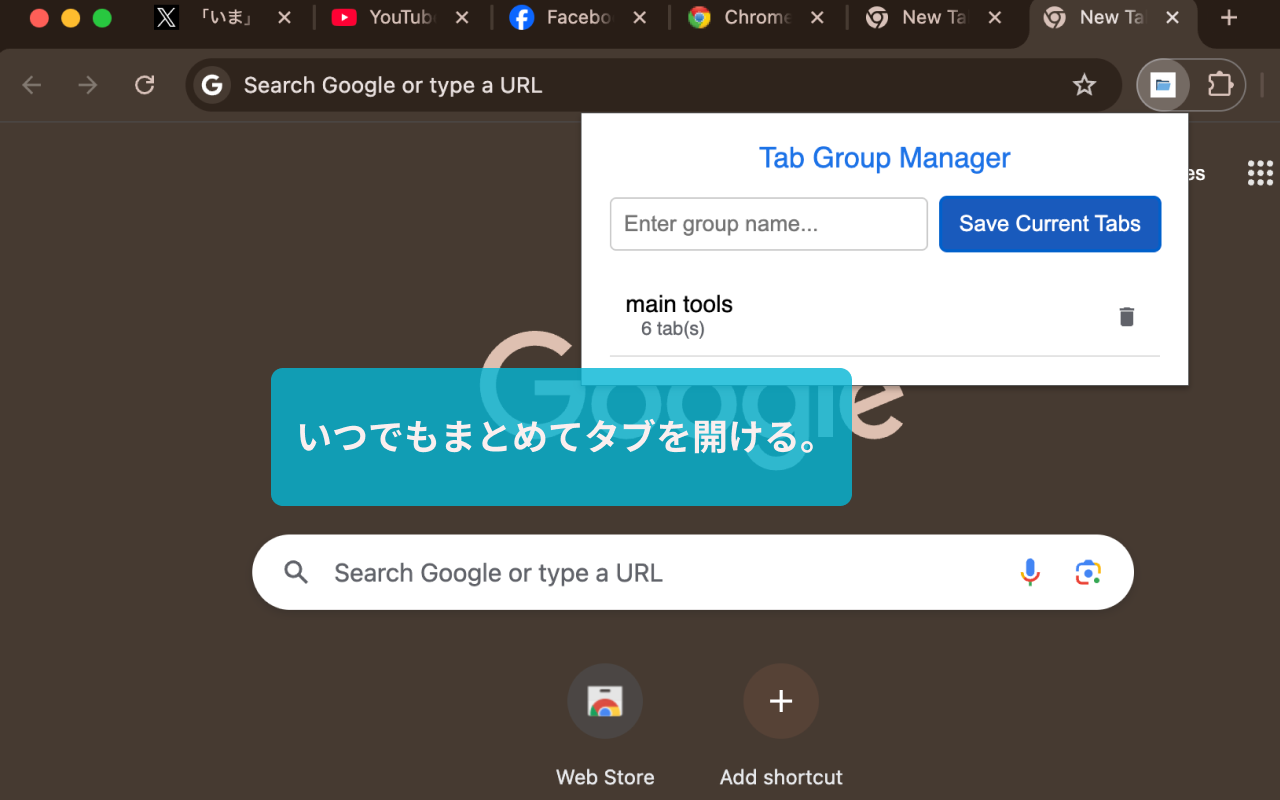 「いま」
YouTub
Facebo
Chrome
New Ta
New Ta
Search Google or type a URL
es
Tab Group Manager
Enter group name...
Save Current Tabs
main tools
6 tab(s)
Google
いつでもまとめてタブを開ける。
Search Google or type a URL
Web Store
Add shortcut